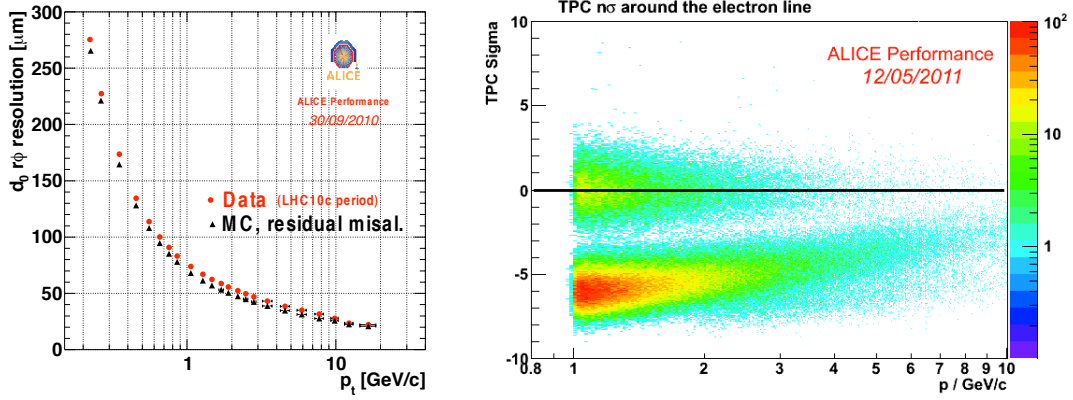 d₀ rφ resolution [μm]
300
250
200
150
100
50
0
ALICE
ALICE Performance
30/09/2010
Data (LHC10c period)
MC, residual misal.
1
10
pₜ [GeV/c]
TPC nσ around the electron line
TPC Sigma
10
5
0
-5
-10
ALICE Performance
12/05/2011
0.8 1 2 3 4 5 6 7 8 9 10
p / GeV/c
10²
10
1